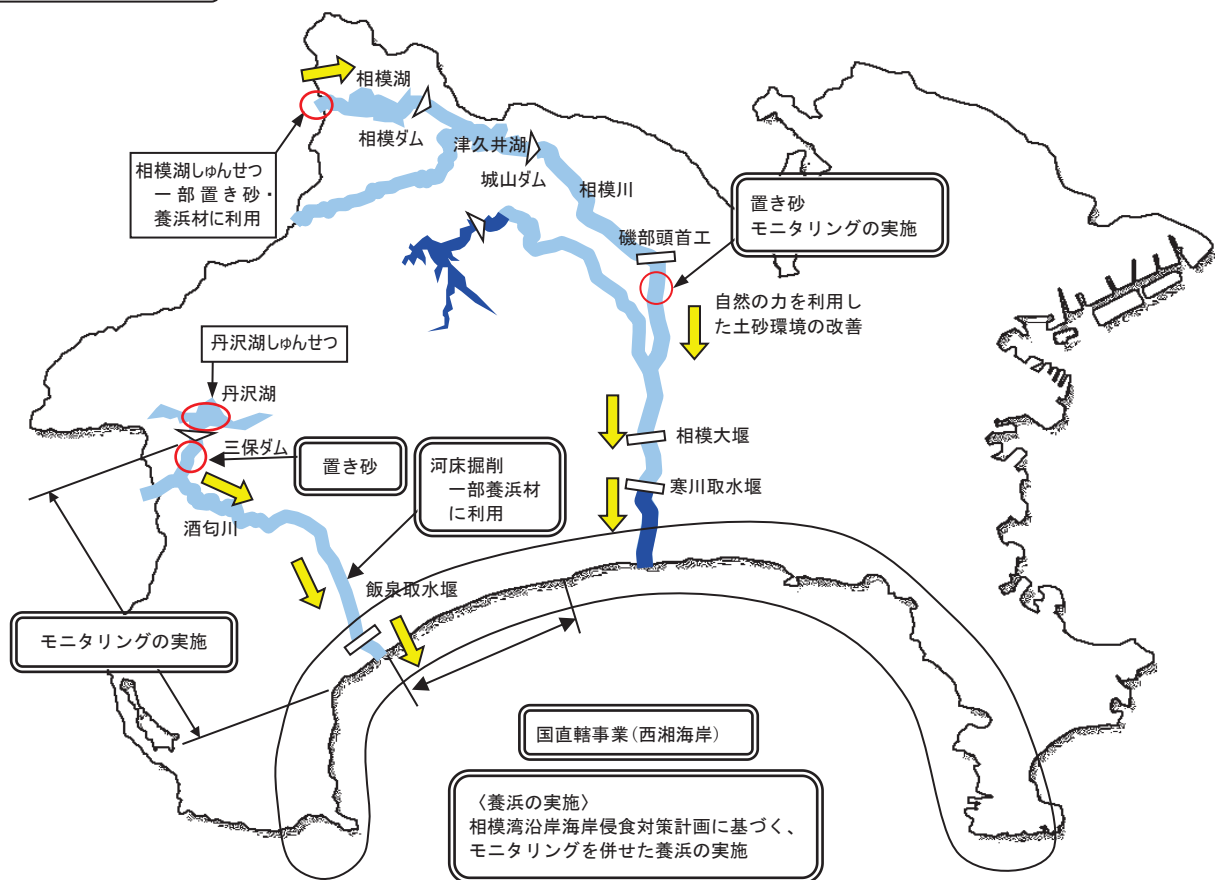 相模湖
相模ダム
津久井湖
城山ダム
相模川
相模湖しゅんせつ
一部置き砂・
養浜材に利用
置き砂
モニタリングの実施
磯部頭首工
自然の力を利用し
た土砂環境の改善
丹沢湖しゅんせつ
丹沢湖
三保ダム
置き砂
河床掘削
一部養浜材
に利用
相模大堰
寒川取水堰
酒匂川
飯泉取水堰
モニタリングの実施
国直轄事業(西湘海岸)
〈養浜の実施〉
相模湾沿岸海岸侵食対策計画に基づく、
モニタリングを併せた養浜の実施